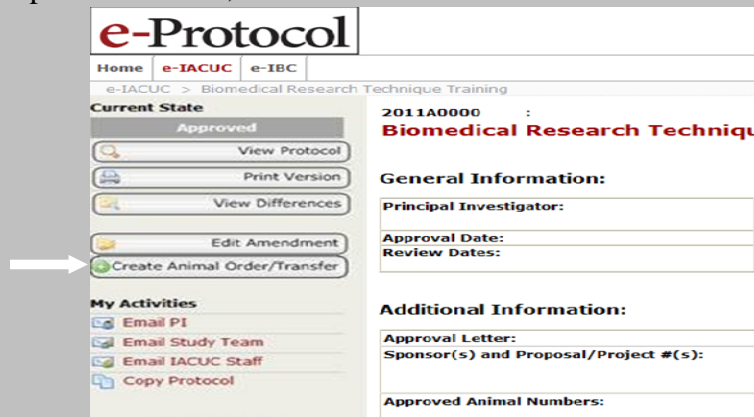 e-Protocol
Home e-IACUC e-IBC
e-IACUC > Biomedical Research Technique Training
Current State
Approved
View Protocol
Print Version
View Differences
Edit Amendment
Create Animal Order/Transfer
My Activities
Email PI
Email Study Team
Email IACUC Staff
Copy Protocol
2011A0000 :
Biomedical Research Techniqu
General Information:
Principal Investigator:
Approval Date:
Review Dates:
Additional Information:
Approval Letter:
Sponsor(s) and Proposal/Project #(s):
Approved Animal Numbers: